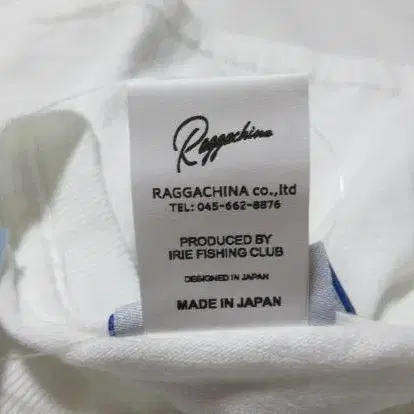 Raggachina
RAGGACHINA co.,ltd
TEL: 045-662-8876
PRODUCED BY
IRIE FISHING CLUB
DESIGNED IN JAPAN
MADE IN JAPAN